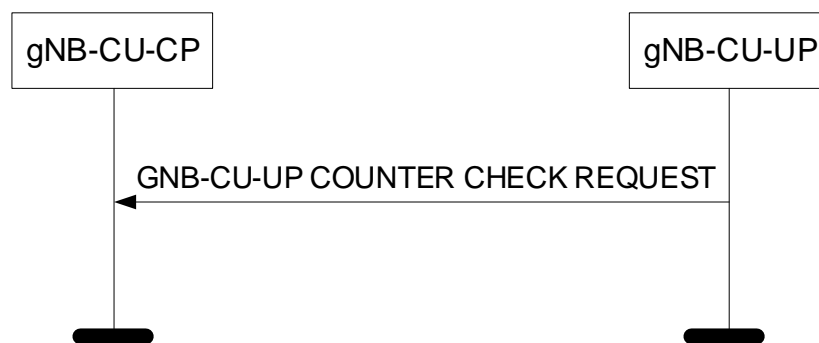 gNB-CU-CP
gNB-CU-UP
GNB-CU-UP COUNTER CHECK REQUEST